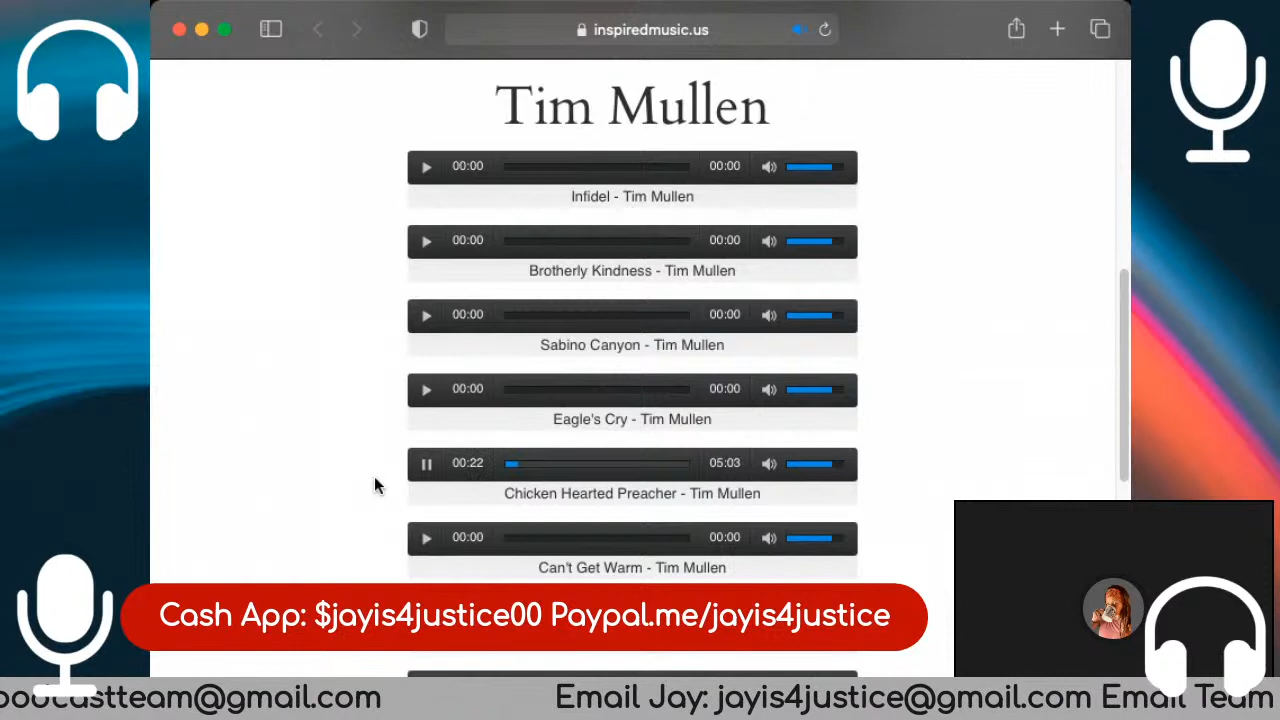 inspiredmusic.us
Tim Mullen
00:00 00:00
Infidel - Tim Mullen
00:00 00:00
Brotherly Kindness - Tim Mullen
00:00 00:00
Sabino Canyon - Tim Mullen
00:00 00:00
Eagle's Cry - Tim Mullen
00:22 05:03
Chicken Hearted Preacher - Tim Mullen
00:00 00:00
Can't Get Warm - Tim Mullen
Cash App: $jayis4justice00 Paypal.me/jayis4justice
podcastteam@gmail.com Email Jay: jayis4justice@gmail.com Email Team